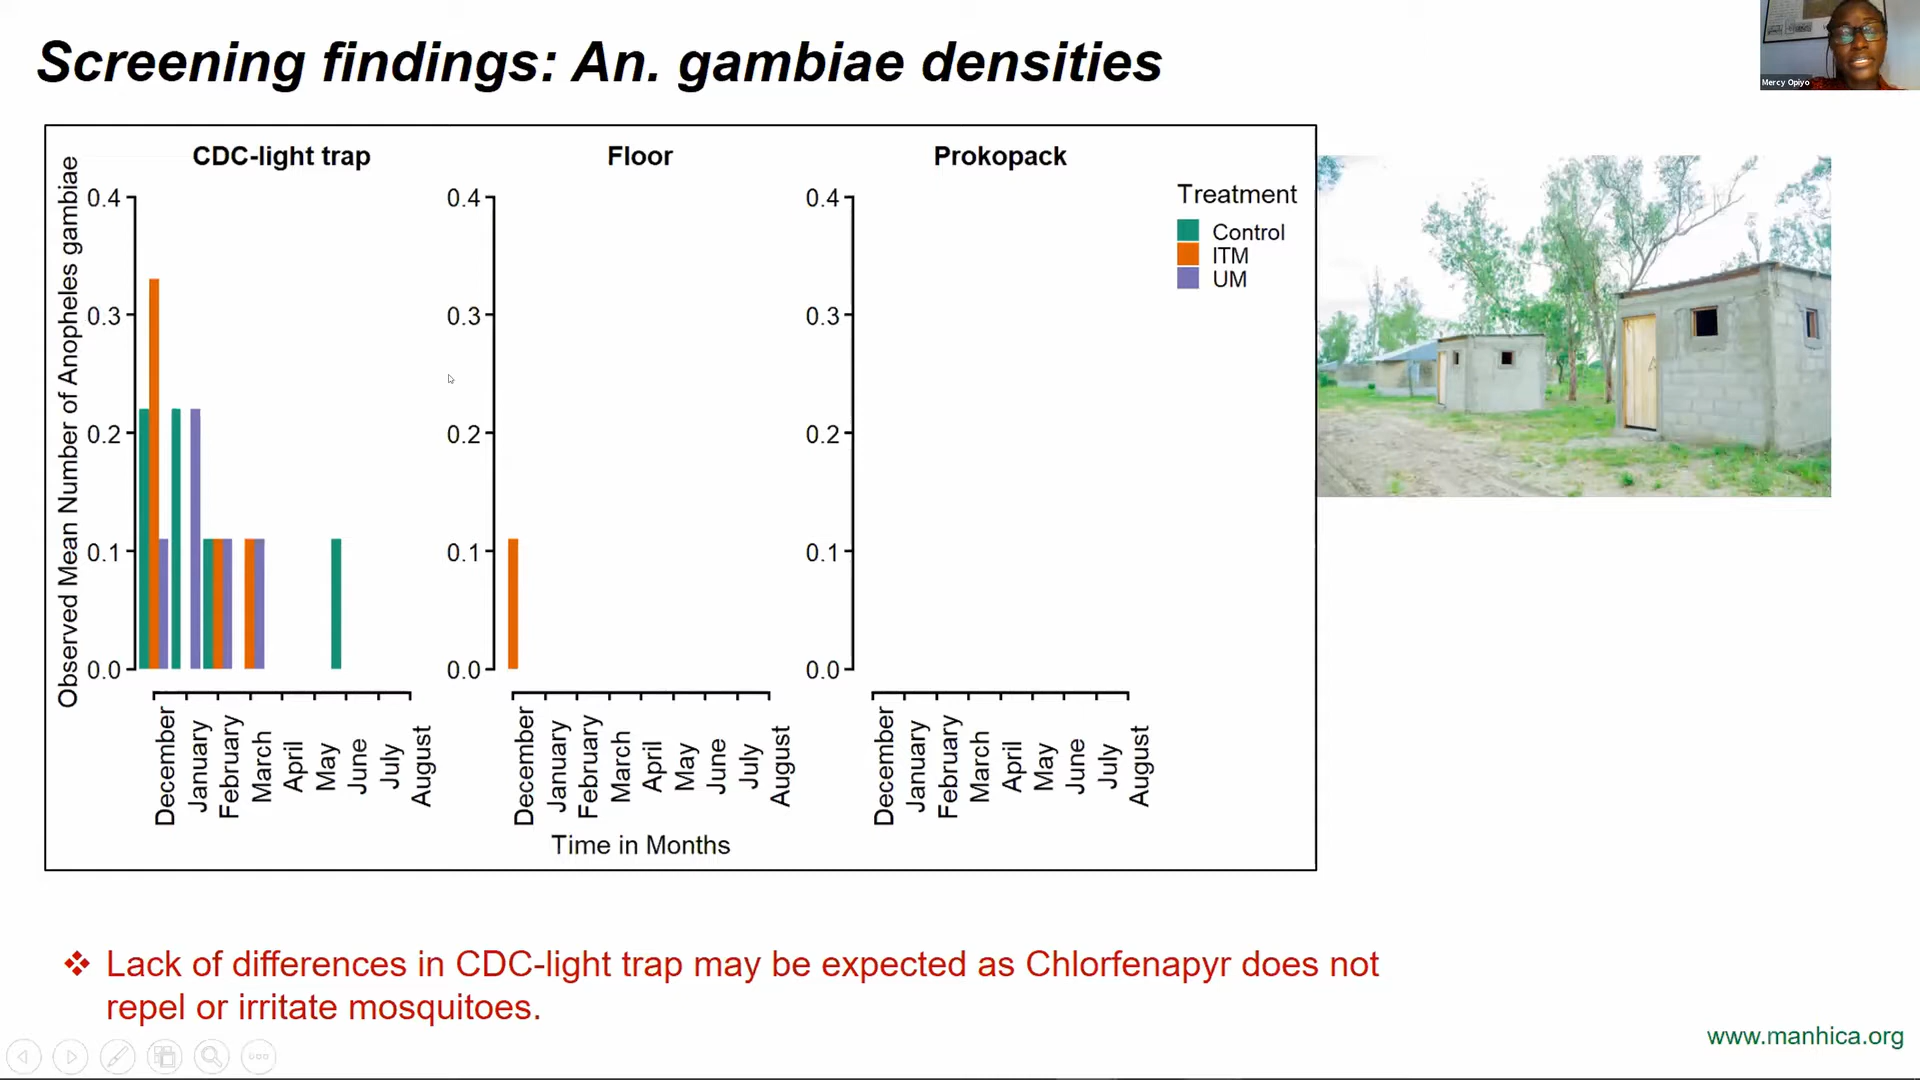 Screening findings: An. gambiae densities
Mercy Opiyo
CDC-light trap
Floor
Prokopack
Observed Mean Number of Anopheles gambiae
0.4
0.3
0.2
0.1
0.0
0.4
0.3
0.2
0.1
0.0
0.4
0.3
0.2
0.1
0.0
Treatment
Control
ITM
UM
December
January
February
March
April
May
June
July
August
December
January
February
March
April
May
June
July
August
December
January
February
March
April
May
June
July
August
Time in Months
❖ Lack of differences in CDC-light trap may be expected as Chlorfenapyr does not
repel or irritate mosquitoes.
www.manhica.org